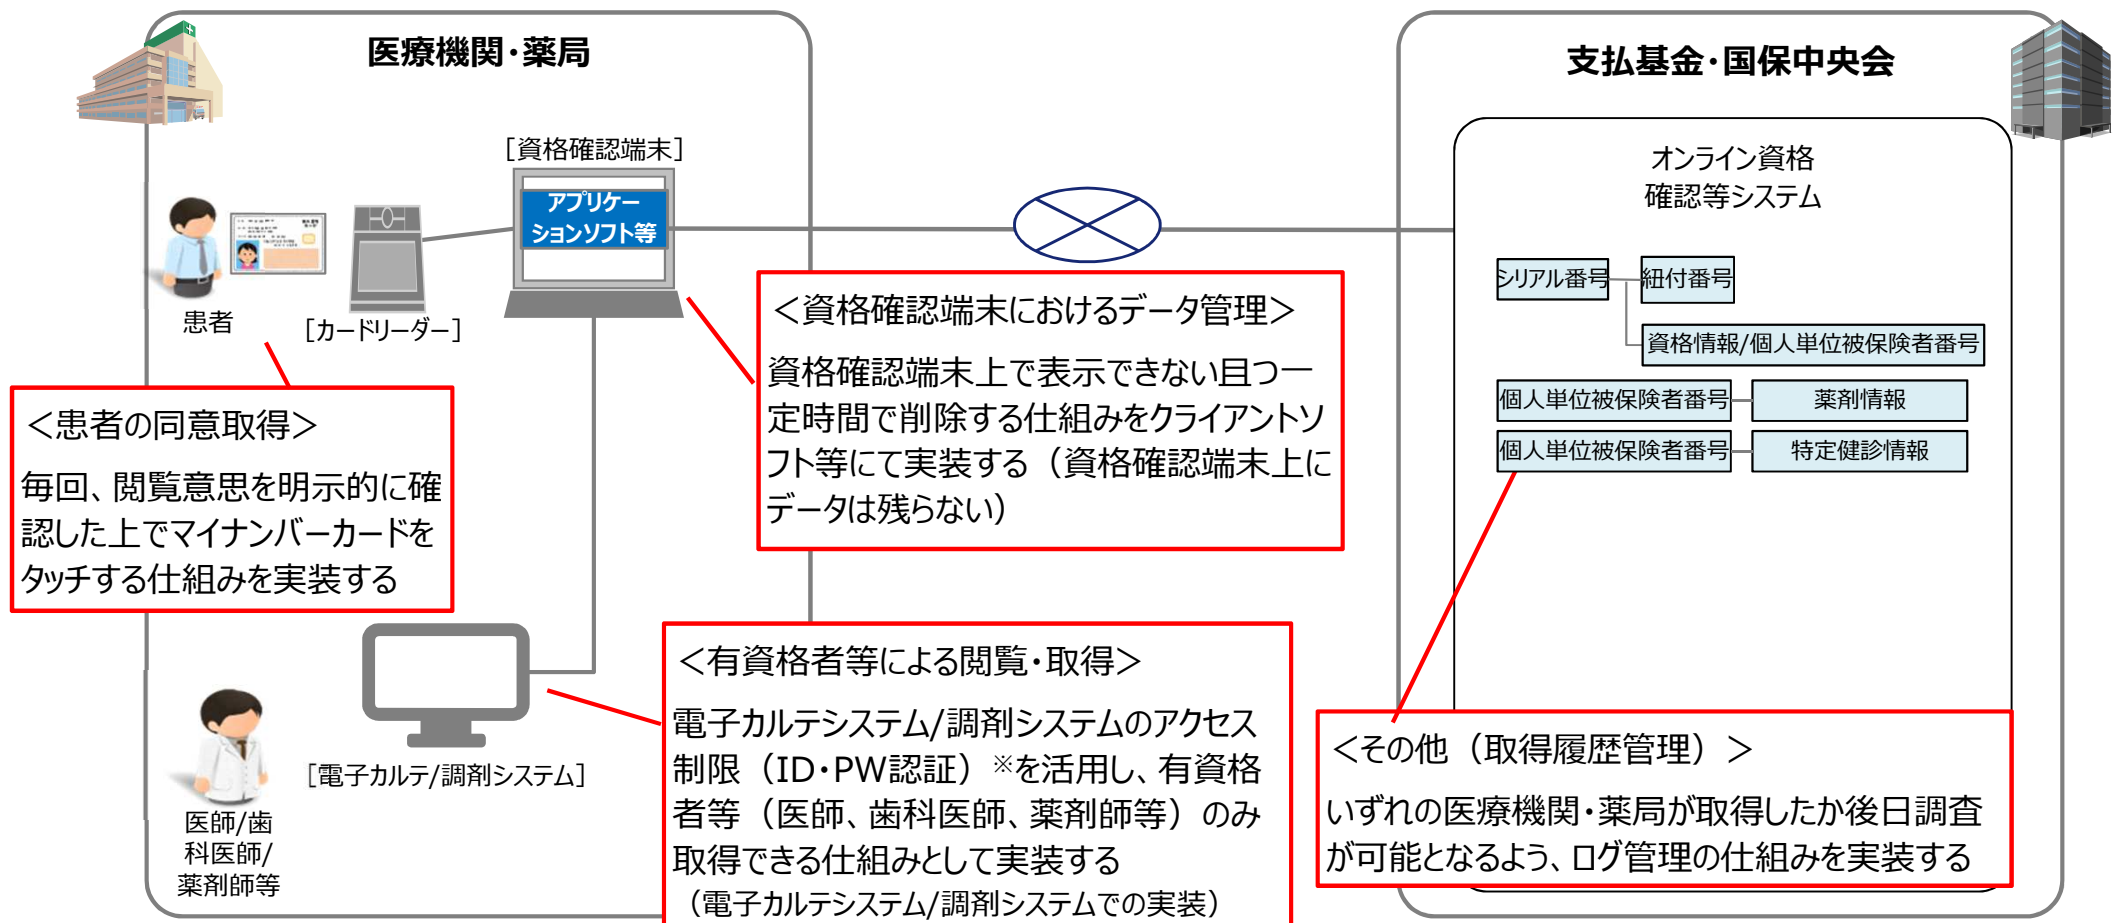 医療機関・薬局
[資格確認端末]
アプリケー
ションソフト等
患者
[カードリーダー]
<患者の同意取得>
毎回、閲覧意思を明示的に確
認した上でマイナンバーカードを
タッチする仕組みを実装する
<資格確認端末におけるデータ管理>
資格確認端末上で表示できない且つ一
定時間で削除する仕組みをクライアントソ
フト等にて実装する（資格確認端末上に
データは残らない）
[電子カルテ/調剤システム]
医師/歯
科医師/
薬剤師等
<有資格者等による閲覧・取得>
電子カルテシステム/調剤システムのアクセス
制限（ID・PW認証）※を活用し、有資格
者等（医師、歯科医師、薬剤師等）のみ
取得できる仕組みとして実装する
（電子カルテシステム/調剤システムでの実装）
支払基金・国保中央会
オンライン資格
確認等システム
シリアル番号 紐付番号
資格情報/個人単位被保険者番号
個人単位被保険者番号 薬剤情報
個人単位被保険者番号 特定健診情報
<その他（取得履歴管理）>
いずれの医療機関・薬局が取得したか後日調査
が可能となるよう、ログ管理の仕組みを実装する